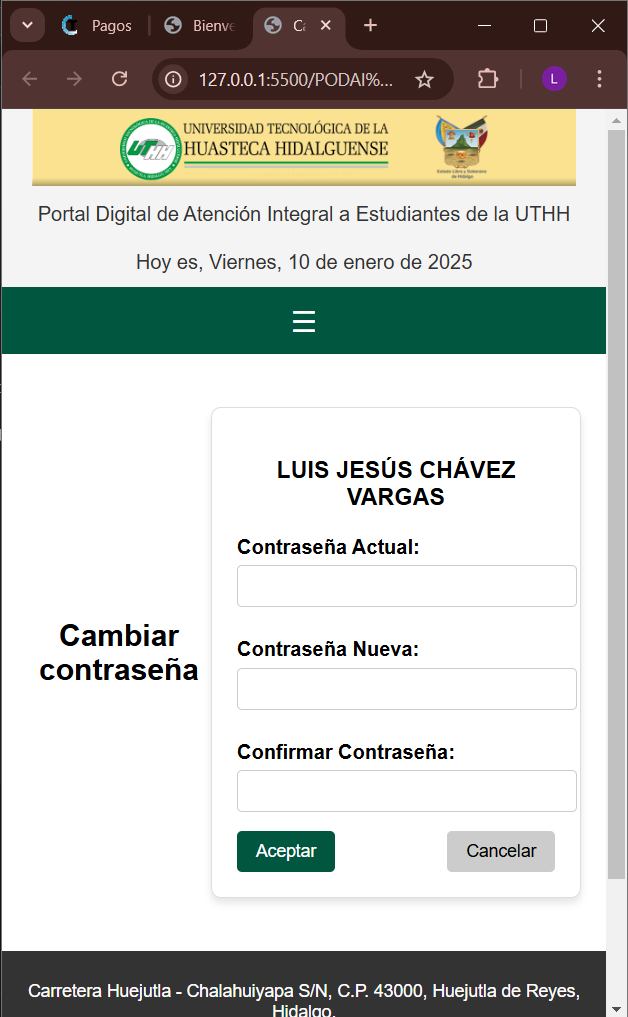 Pagos
Bienve
Ca
127.0.0.1:5500/PODAI%...
L
UNIVERSIDAD TECNOLÓGICA DE LA
HUASTECA HIDALGUENSE
UTHH
Estado Libre y Soberano
de Hidalgo
Portal Digital de Atención Integral a Estudiantes de la UTHH
Hoy es, Viernes, 10 de enero de 2025
Cambiar
contraseña
LUIS JESÚS CHÁVEZ
VARGAS
Contraseña Actual:
Contraseña Nueva:
Confirmar Contraseña:
Aceptar
Cancelar
Carretera Huejutla - Chalahuiyapa S/N, C.P. 43000, Huejutla de Reyes,
Hidalgo.